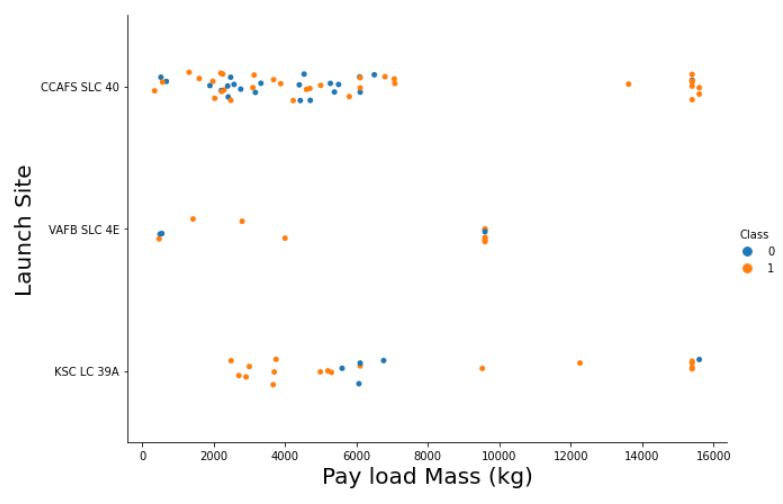 CCAFS SLC 40
VAFB SLC 4E
KSC LC 39A
Launch Site
0 2000 4000 6000 8000 10000 12000 14000 16000
Pay load Mass (kg)
Class
0
1